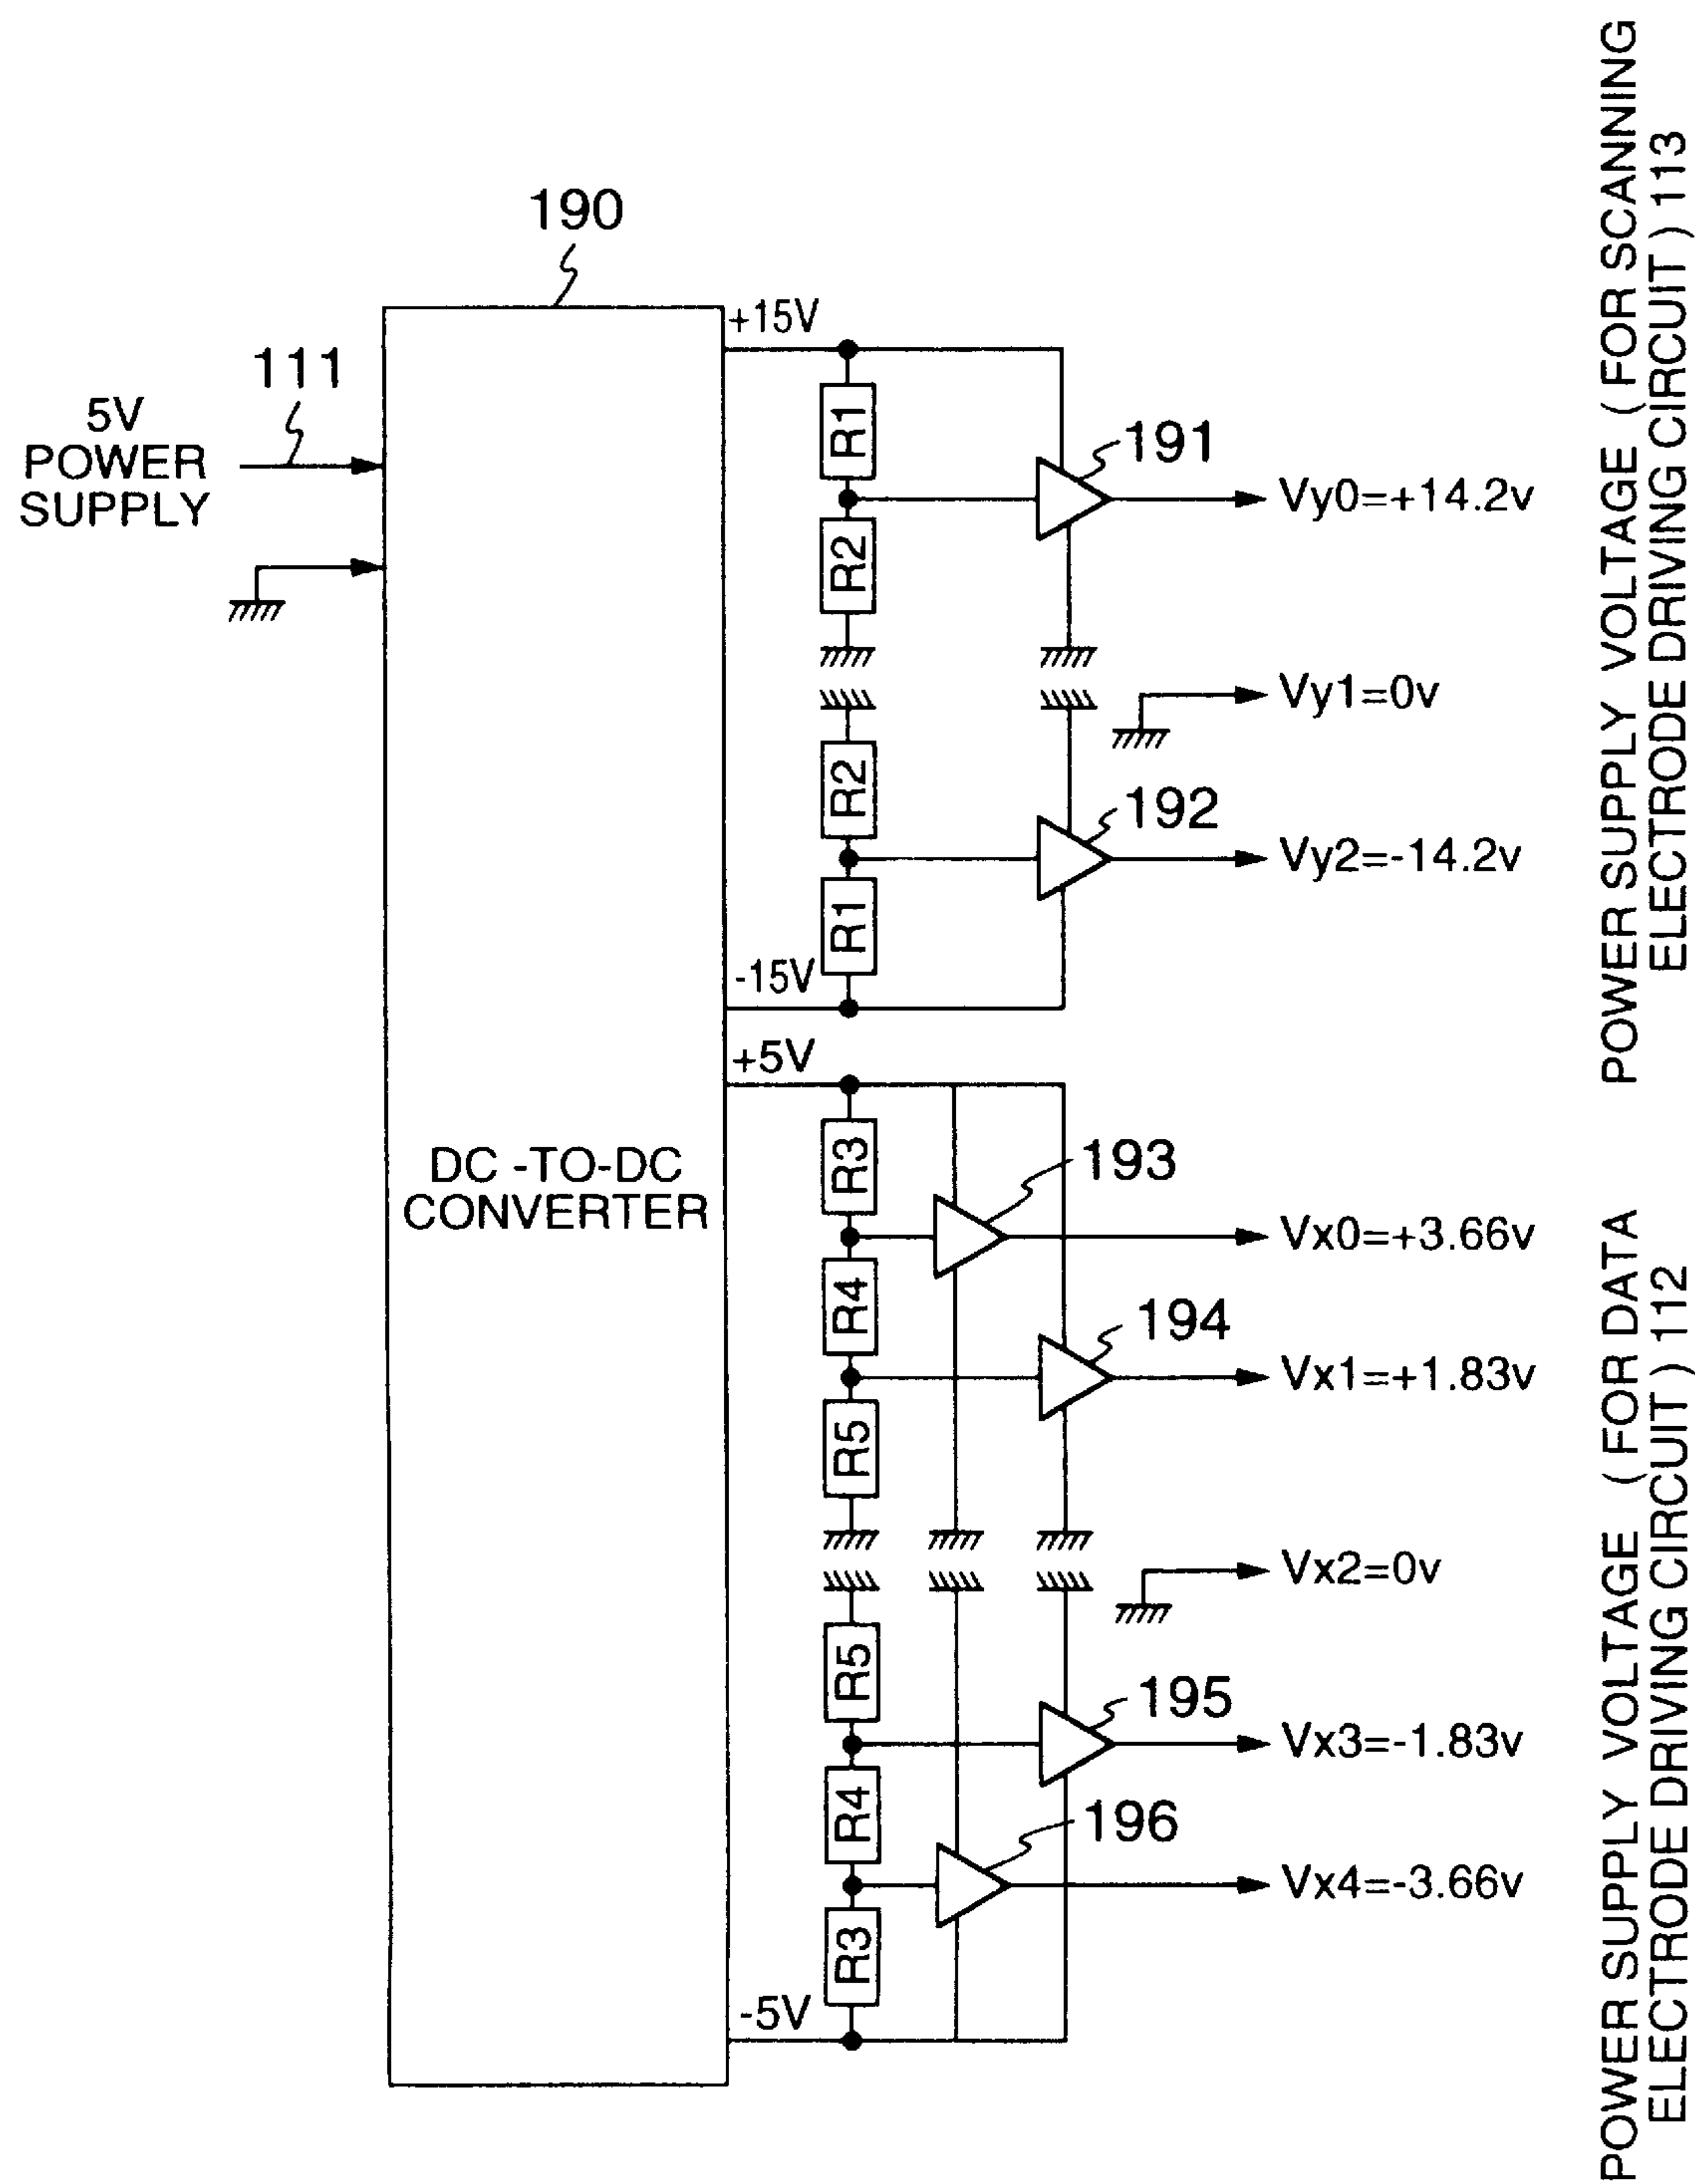 190
+15V
111
5V
POWER
SUPPLY
R1
191
Vy0=+14.2v
R2
Vy1=0v
R2
192
Vy2=-14.2v
R1
-15V
+5V
DC -TO-DC
CONVERTER
R3
193
Vx0=+3.66v
R4
194
Vx1=+1.83v
R5
Vx2=0v
R5
195
Vx3=-1.83v
R4
196
Vx4=-3.66v
R3
-5V
POWER SUPPLY VOLTAGE ( FOR SCANNING
ELECTRODE DRIVING CIRCUIT ) 113
POWER SUPPLY VOLTAGE ( FOR DATA
ELECTRODE DRIVING CIRCUIT ) 112